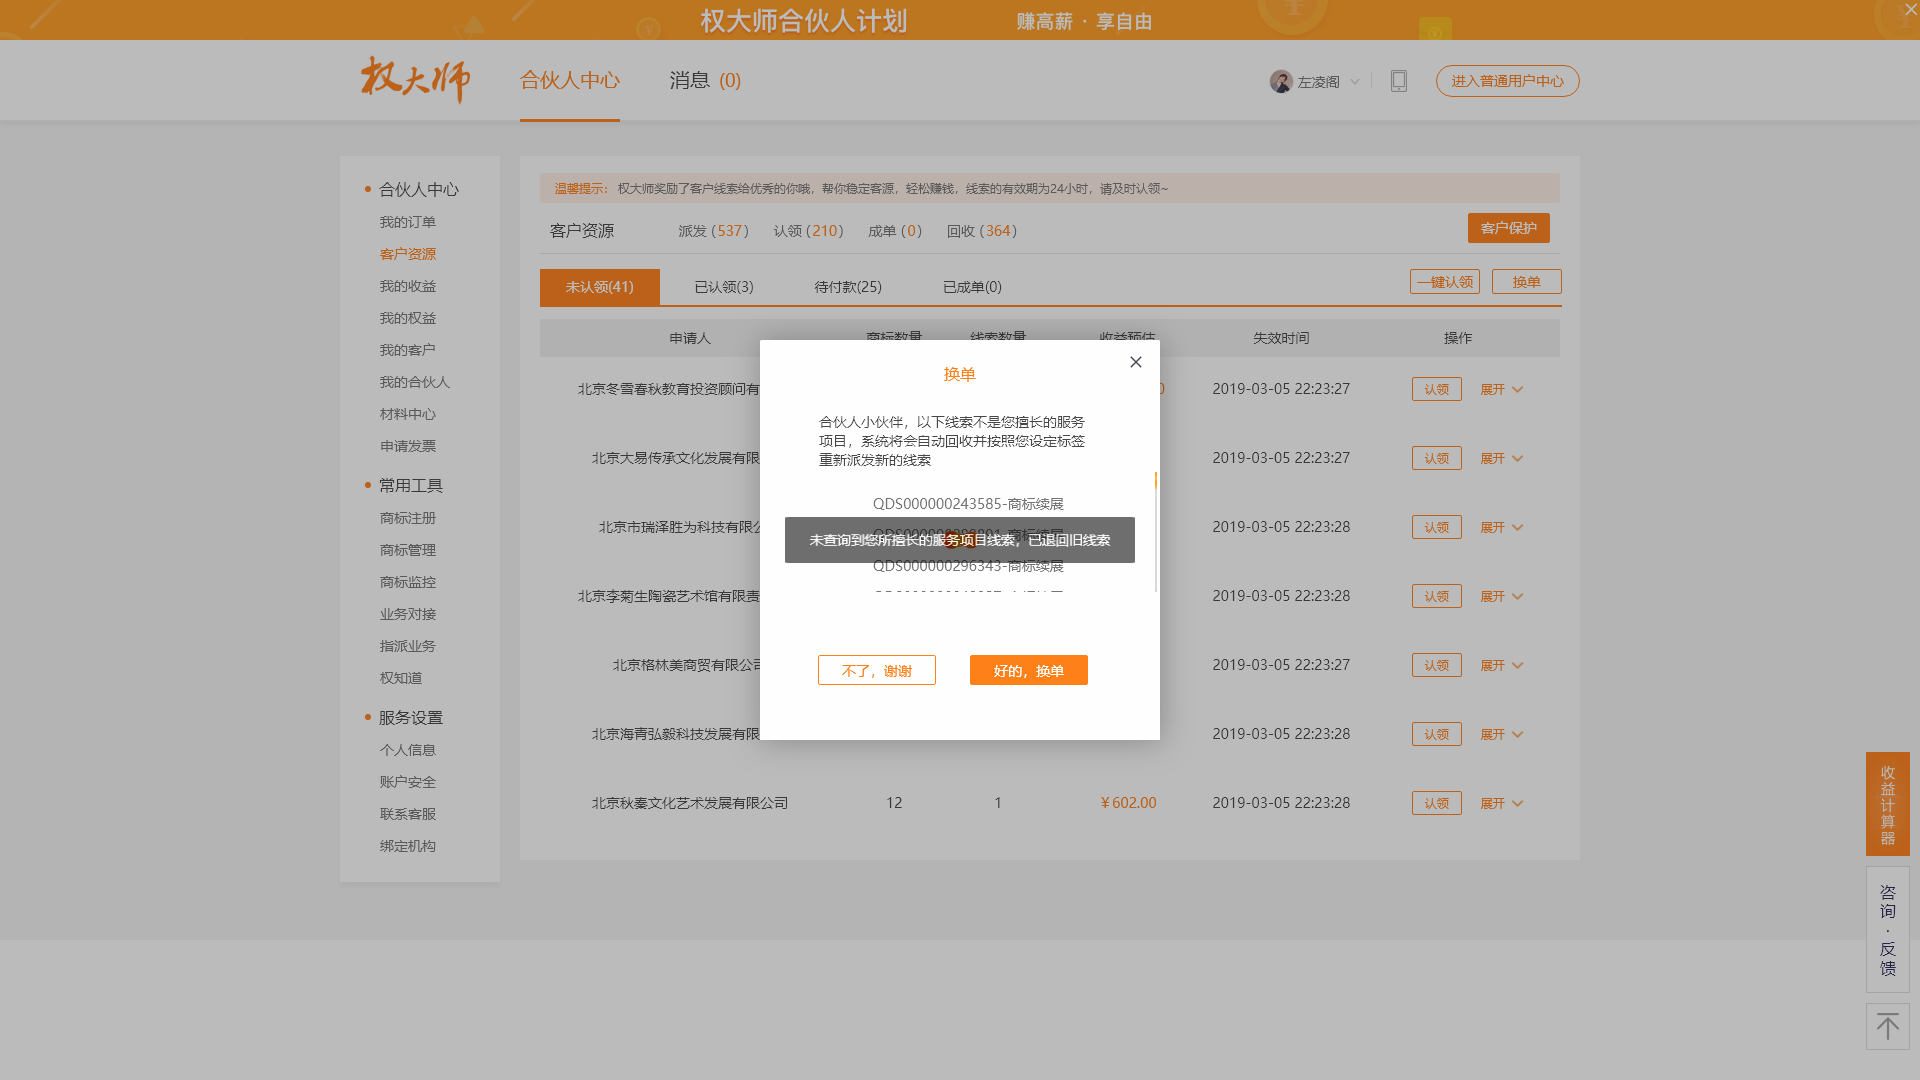 权大师合伙人计划
赚高薪 · 享自由
权大师
合伙人中心
消息 (0)
左凌阁
进入普通用户中心
合伙人中心
我的订单
客户资源
我的收益
我的权益
我的客户
我的合伙人
材料中心
申请发票
常用工具
商标注册
商标管理
商标监控
业务对接
指派业务
权知道
服务设置
个人信息
账户安全
联系客服
绑定机构
温馨提示： 权大师奖励了客户线索给优秀的你哦，帮你稳定客源，轻松赚钱，线索的有效期为24小时，请及时认领~
客户资源 派发 (537) 认领 (210) 成单 (0) 回收 (364)
客户保护
未认领(41) 已认领(3) 待付款(25) 已成单(0)
一键认领 换单
申请人 商标数量 线索数量 收益预估 失效时间 操作
北京冬雪春秋教育投资顾问有 0 2019-03-05 22:23:27 认领 展开
北京大易传承文化发展有限 2019-03-05 22:23:27 认领 展开
北京市瑞泽胜为科技有限公 2019-03-05 22:23:28 认领 展开
北京李菊生陶瓷艺术馆有限责 2019-03-05 22:23:28 认领 展开
北京格林美商贸有限公司 2019-03-05 22:23:27 认领 展开
北京海青弘毅科技发展有限 2019-03-05 22:23:28 认领 展开
北京秋秦文化艺术发展有限公司 12 1 ￥602.00 2019-03-05 22:23:28 认领 展开
换单
合伙人小伙伴，以下线索不是您擅长的服务
项目，系统将会自动回收并按照您设定标签
重新派发新的线索
QDS000000243585-商标续展
未查询到您所擅长的服务项目线索，已退回旧线索
QDS000000296343-商标续展
不了，谢谢
好的，换单
收益计算器
咨询·反馈